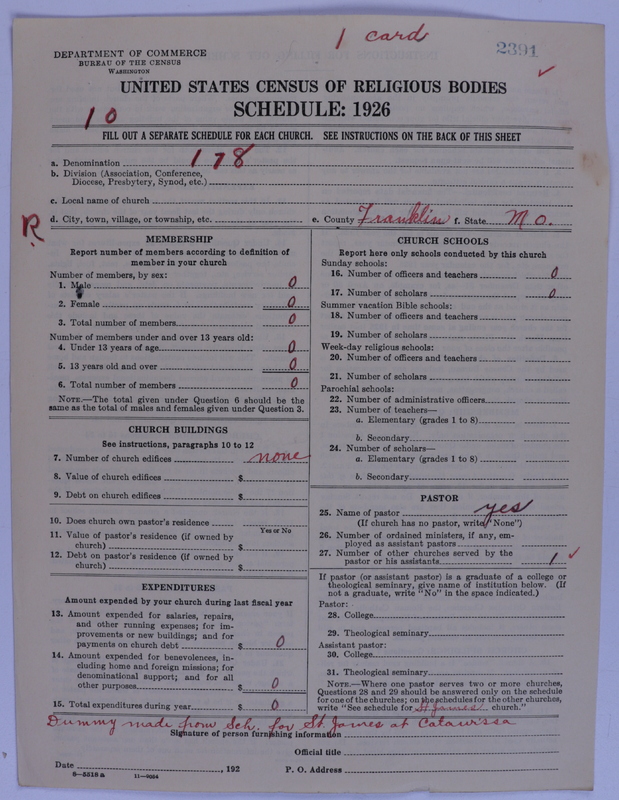 1 card
2391
DEPARTMENT OF COMMERCE
BUREAU OF THE CENSUS
WASHINGTON
UNITED STATES CENSUS OF RELIGIOUS BODIES
SCHEDULE: 1926
10
FILL OUT A SEPARATE SCHEDULE FOR EACH CHURCH. SEE INSTRUCTIONS ON THE BACK OF THIS SHEET
a. Denomination 178
b. Division (Association, Conference,
Diocese, Presbytery, Synod, etc.)
c. Local name of church
R
d. City, town, village, or township, etc. e. County Franklin f. State MO.
MEMBERSHIP
Report number of members according to definition of
member in your church
Number of members, by sex:
1. Male 0
2. Female 0
3. Total number of members 0
Number of members under and over 13 years old:
4. Under 13 years of age 0
5. 13 years old and over 0
6. Total number of members 0
NOTE.—The total given under Question 6 should be the
same as the total of males and females given under Question 3.
CHURCH BUILDINGS
See instructions, paragraphs 10 to 12
7. Number of church edifices none
8. Value of church edifices $
9. Debt on church edifices $
10. Does church own pastor's residence
Yes or No
11. Value of pastor's residence (if owned by
church) $
12. Debt on pastor's residence (if owned by
church) $
EXPENDITURES
Amount expended by your church during last fiscal year
13. Amount expended for salaries, repairs,
and other running expenses; for im-
provements or new buildings; and for
payments on church debt $ 0
14. Amount expended for benevolences, in-
cluding home and foreign missions; for
denominational support; and for all
other purposes $ 0
15. Total expenditures during year $ 0
CHURCH SCHOOLS
Report here only schools conducted by this church
Sunday schools:
16. Number of officers and teachers 0
17. Number of scholars 0
Summer vacation Bible schools:
18. Number of officers and teachers
19. Number of scholars
Week-day religious schools:
20. Number of officers and teachers
21. Number of scholars
Parochial schools:
22. Number of administrative officers
23. Number of teachers—
a. Elementary (grades 1 to 8)
b. Secondary
24. Number of scholars—
a. Elementary (grades 1 to 8)
b. Secondary
PASTOR
25. Name of pastor yes
(If church has no pastor, write "None")
26. Number of ordained ministers, if any, em-
ployed as assistant pastors
27. Number of other churches served by the
pastor or his assistants 1
If pastor (or assistant pastor) is a graduate of a college or
theological seminary, give name of institution below. (If
not a graduate, write "No" in the space indicated.)
Pastor:
28. College
29. Theological seminary
Assistant pastor:
30. College
31. Theological seminary
NOTE.—Where one pastor serves two or more churches,
Questions 28 and 29 should be answered only on the schedule
for one of the churches; on the schedules for the other churches,
write "See schedule for St James church."
Dummy made from Sch. for St James at Catawissa
Signature of person furnishing information
Official title
Date , 192 P. O. Address
8-5518 a 11-9054